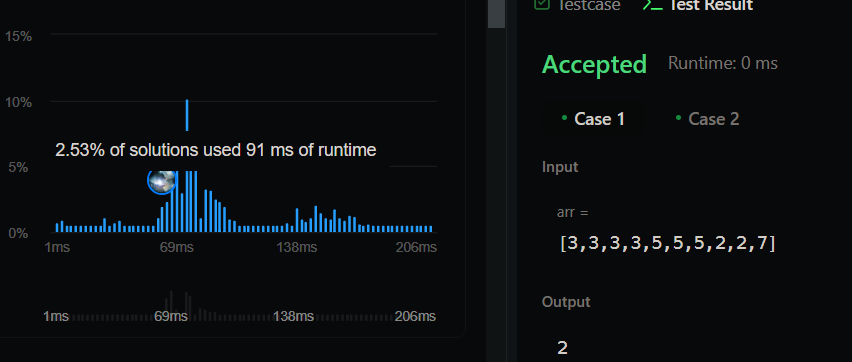 15%
10%
2.53% of solutions used 91 ms of runtime
5%
0%
1ms
69ms
138ms
206ms
1ms
69ms
138ms
206ms
Testcase
Test Result
Accepted
Runtime: 0 ms
Case 1
Case 2
Input
arr =
[3,3,3,3,5,5,5,2,2,7]
Output
2